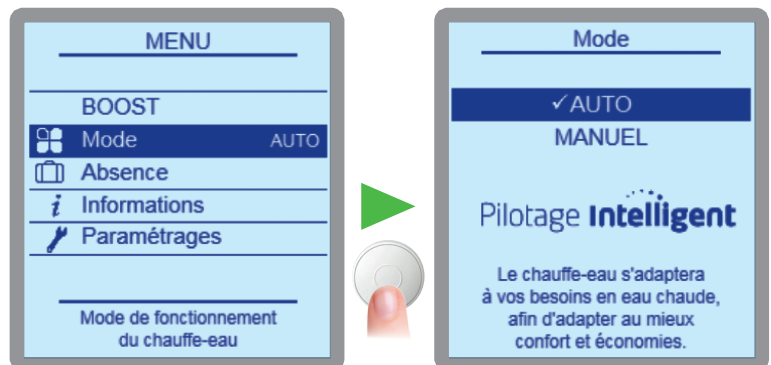 MENU
BOOST
Mode AUTO
Absence
i Informations
Paramétrages
Mode de fonctionnement
du chauffe-eau
Mode
✓AUTO
MANUEL
Pilotage Intelligent
Le chauffe-eau s'adaptera
à vos besoins en eau chaude,
afin d'adapter au mieux
confort et économies.